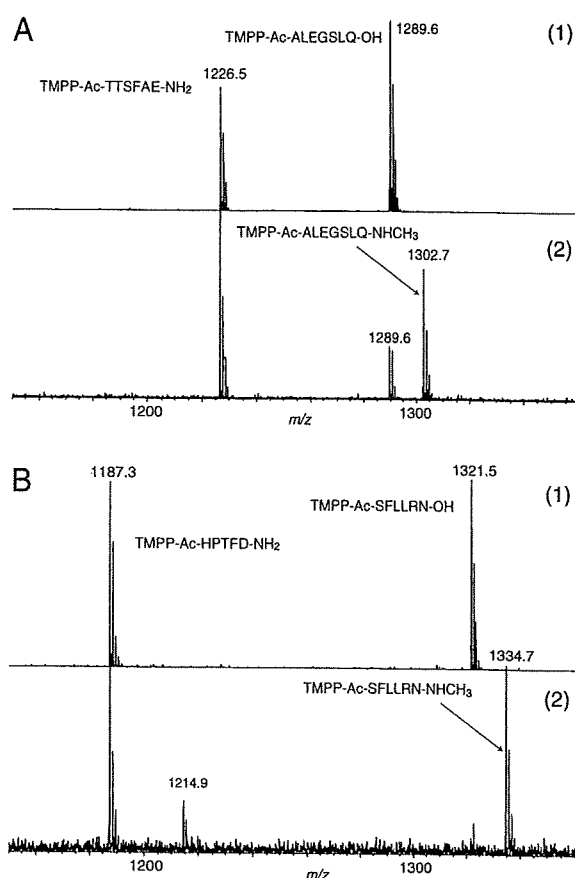 A
(1)
TMPP-Ac-ALEGSLQ-OH
1289.6
1226.5
TMPP-Ac-TTSFAE-NH₂
(2)
TMPP-Ac-ALEGSLQ-NHCH₃
1302.7
1289.6
1200
m/z
1300
B
1187.3
1321.5
(1)
TMPP-Ac-SFLLRN-OH
TMPP-Ac-HPTFD-NH₂
1334.7
(2)
TMPP-Ac-SFLLRN-NHCH₃
1214.9
1200
m/z
1300